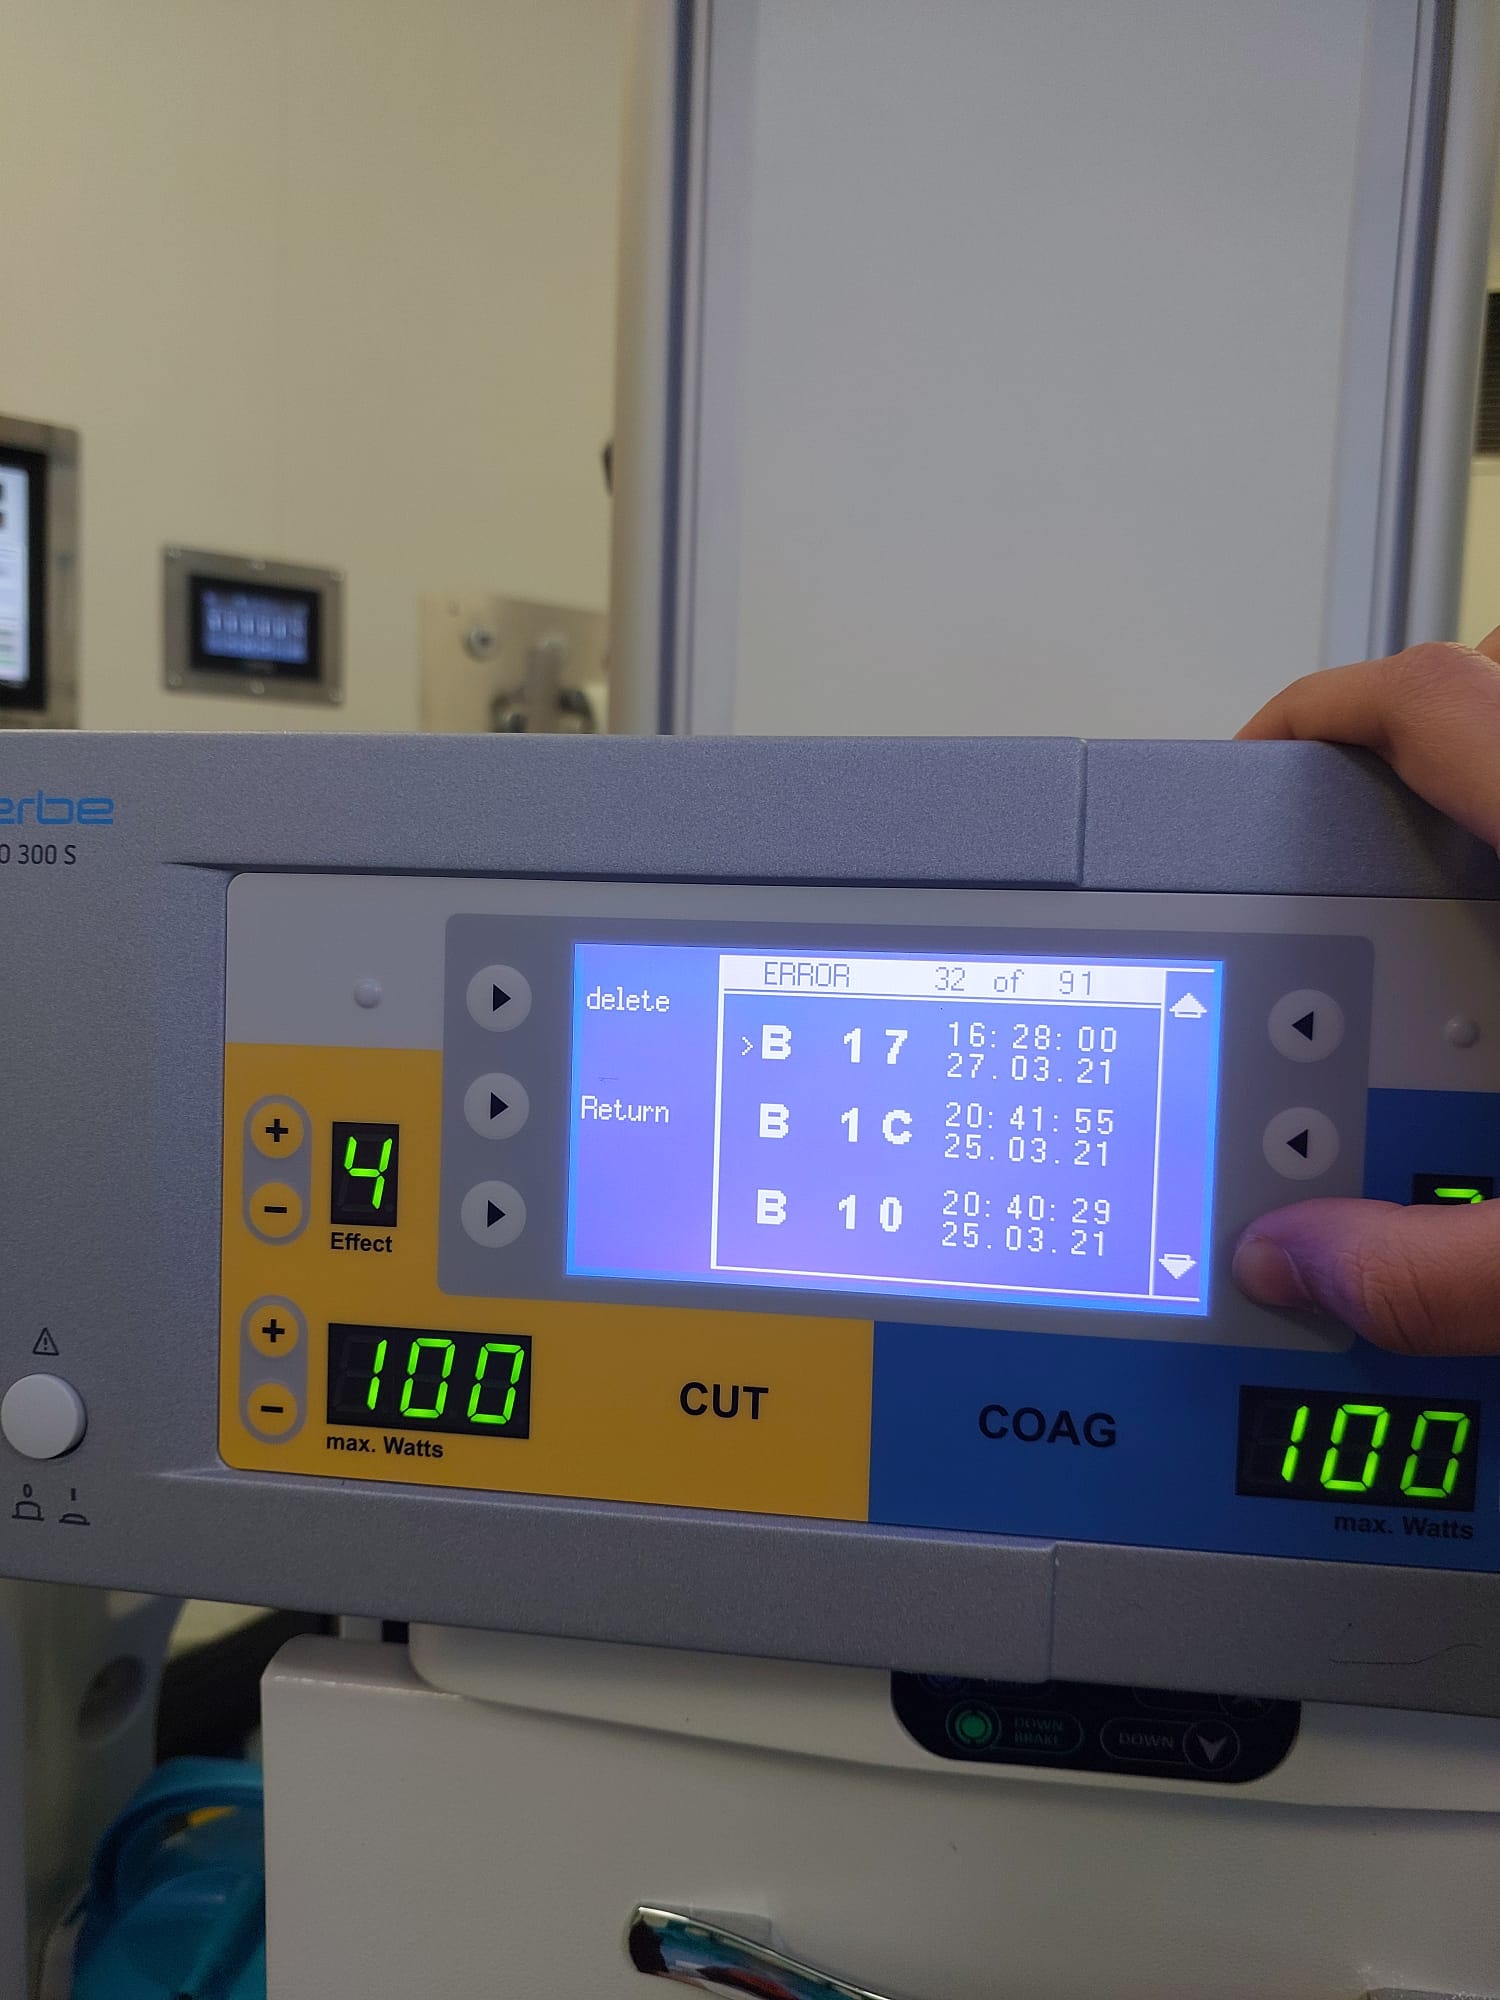 erbe
O 300 S
ERROR 32 of 91
delete
>B 17 16:28:00
27.03.21
Return
B 1C 20:41:55
25.03.21
B 10 20:40:29
25.03.21
+
4
-
Effect
+
100
-
max. Watts
CUT
COAG
100
max. Watts
0 I
DOWN
BRAKE
DOWN